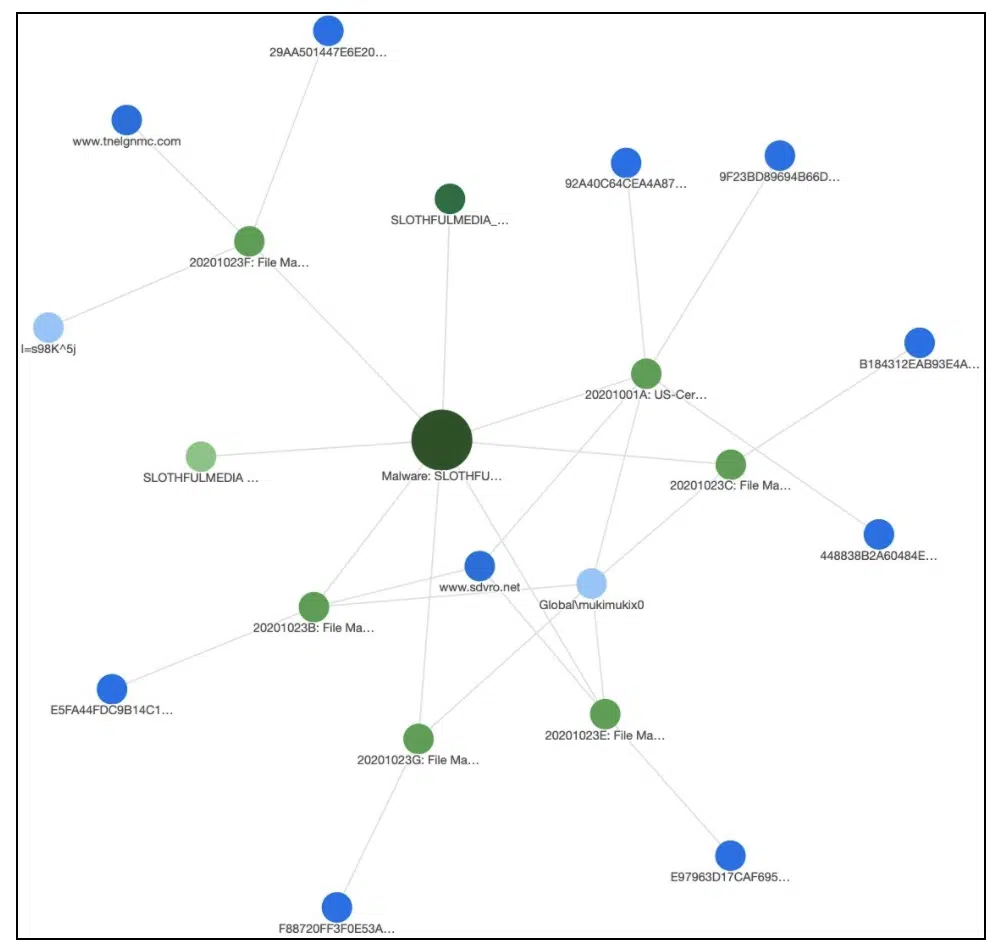 29AA501447E6E20...
www.tnelgnmc.com
92A40C64CEA4A87...
9F23BD89694B66D...
SLOTHFULMEDIA_...
20201023F: File Ma...
l=s98K^5j
B184312EAB93E4A...
20201001A: US-Cer...
SLOTHFULMEDIA ...
Malware: SLOTHFU...
20201023C: File Ma...
448838B2A60484E...
www.sdvro.net
Global\mukimukix0
20201023B: File Ma...
E5FA44FDC9B14C1...
20201023E: File Ma...
20201023G: File Ma...
E97963D17CAF695...
F88720FF3F0E53A...